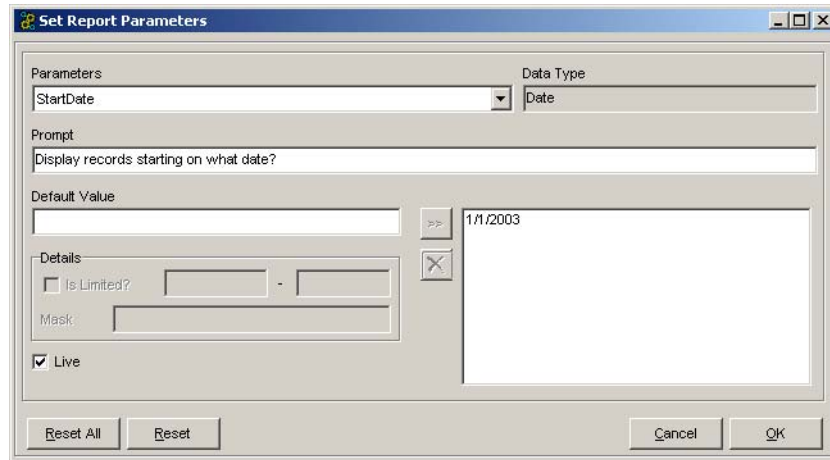 Set Report Parameters
Parameters
Data Type
StartDate
Date
Prompt
Display records starting on what date?
Default Value
>>
1/1/2003
Details
Is Limited?
-
Mask
Live
Reset All
Reset
Cancel
OK